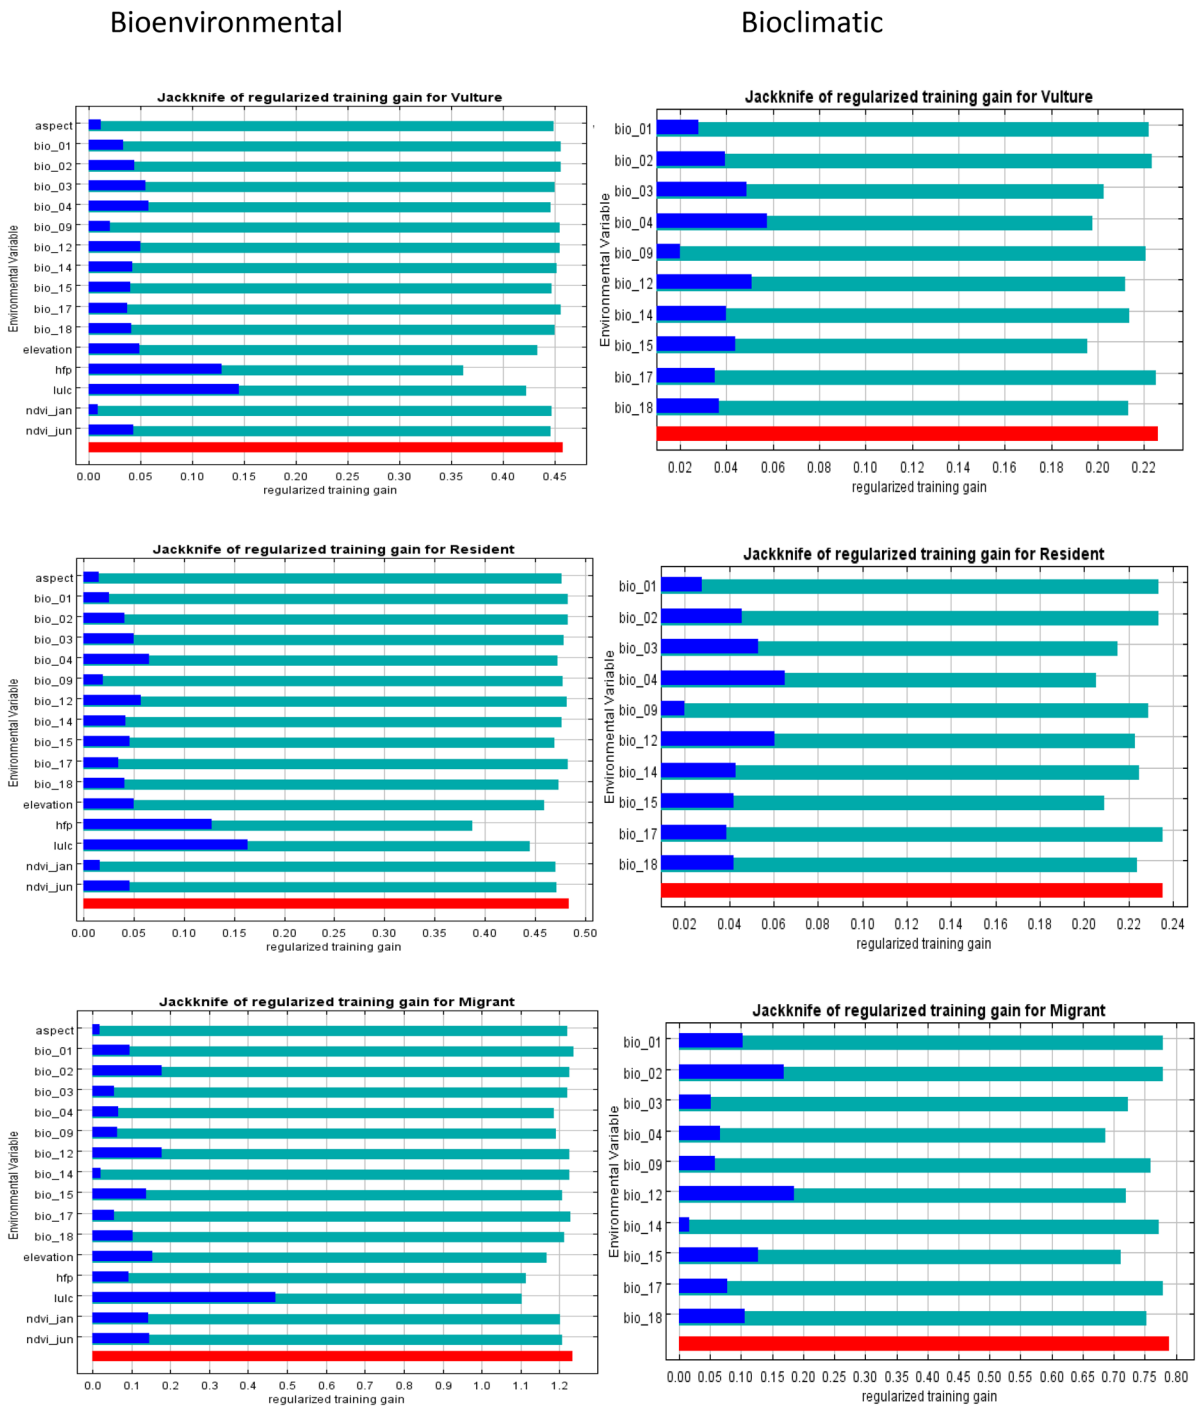 Bioenvironmental
Bioclimatic
Jackknife of regularized training gain for Vulture
Environmental Variable
aspect
bio_01
bio_02
bio_03
bio_04
bio_09
bio_12
bio_14
bio_15
bio_17
bio_18
elevation
hfp
lulc
ndvi_jan
ndvi_jun
0.00 0.05 0.10 0.15 0.20 0.25 0.30 0.35 0.40 0.45
regularized training gain
Jackknife of regularized training gain for Vulture
Environmental Variable
bio_01
bio_02
bio_03
bio_04
bio_09
bio_12
bio_14
bio_15
bio_17
bio_18
0.02 0.04 0.06 0.08 0.10 0.12 0.14 0.16 0.18 0.20 0.22
regularized training gain
Jackknife of regularized training gain for Resident
Environmental Variable
aspect
bio_01
bio_02
bio_03
bio_04
bio_09
bio_12
bio_14
bio_15
bio_17
bio_18
elevation
hfp
lulc
ndvi_jan
ndvi_jun
0.00 0.05 0.10 0.15 0.20 0.25 0.30 0.35 0.40 0.45 0.50
regularized training gain
Jackknife of regularized training gain for Resident
Environmental Variable
bio_01
bio_02
bio_03
bio_04
bio_09
bio_12
bio_14
bio_15
bio_17
bio_18
0.02 0.04 0.06 0.08 0.10 0.12 0.14 0.16 0.18 0.20 0.22 0.24
regularized training gain
Jackknife of regularized training gain for Migrant
Environmental Variable
aspect
bio_01
bio_02
bio_03
bio_04
bio_09
bio_12
bio_14
bio_15
bio_17
bio_18
elevation
hfp
lulc
ndvi_jan
ndvi_jun
0.0 0.1 0.2 0.3 0.4 0.5 0.6 0.7 0.8 0.9 1.0 1.1 1.2
regularized training gain
Jackknife of regularized training gain for Migrant
Environmental Variable
bio_01
bio_02
bio_03
bio_04
bio_09
bio_12
bio_14
bio_15
bio_17
bio_18
0.00 0.05 0.10 0.15 0.20 0.25 0.30 0.35 0.40 0.45 0.50 0.55 0.60 0.65 0.70 0.75 0.80
regularized training gain